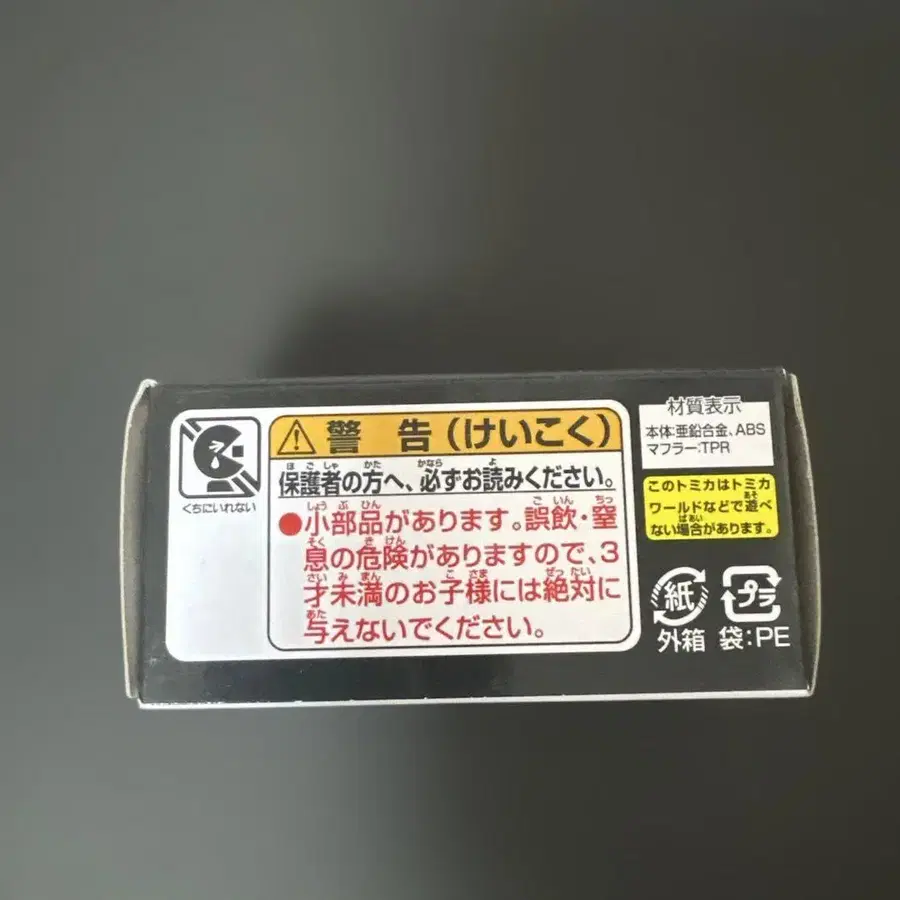 くちにいれない
警告(けいこく)
保護者の方へ、必ずお読みください。
●小部品があります。誤飲・窒
息の危険がありますので、3
才未満のお子様には絶対に
与えないでください。
材質表示
本体:亜鉛合金、ABS
マフラー:TPR
このトミカはトミカ
ワールドなどで遊べ
ない場合があります。
紙 プラ
外箱 袋:PE